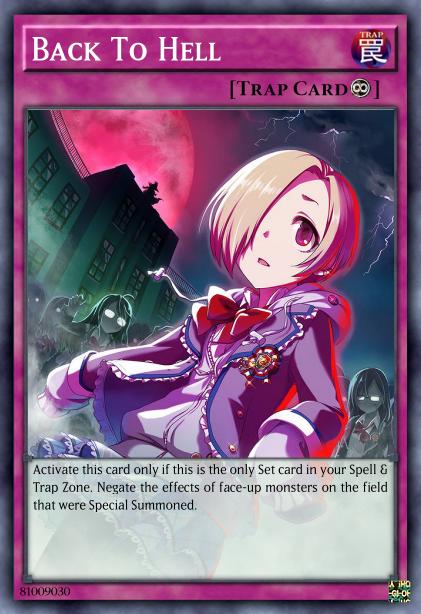 Back To Hell
TRAP
罠
[Trap Card♾]
Activate this card only if this is the only Set card in your Spell &
Trap Zone. Negate the effects of face-up monsters on the field
that were Special Summoned.
81009030